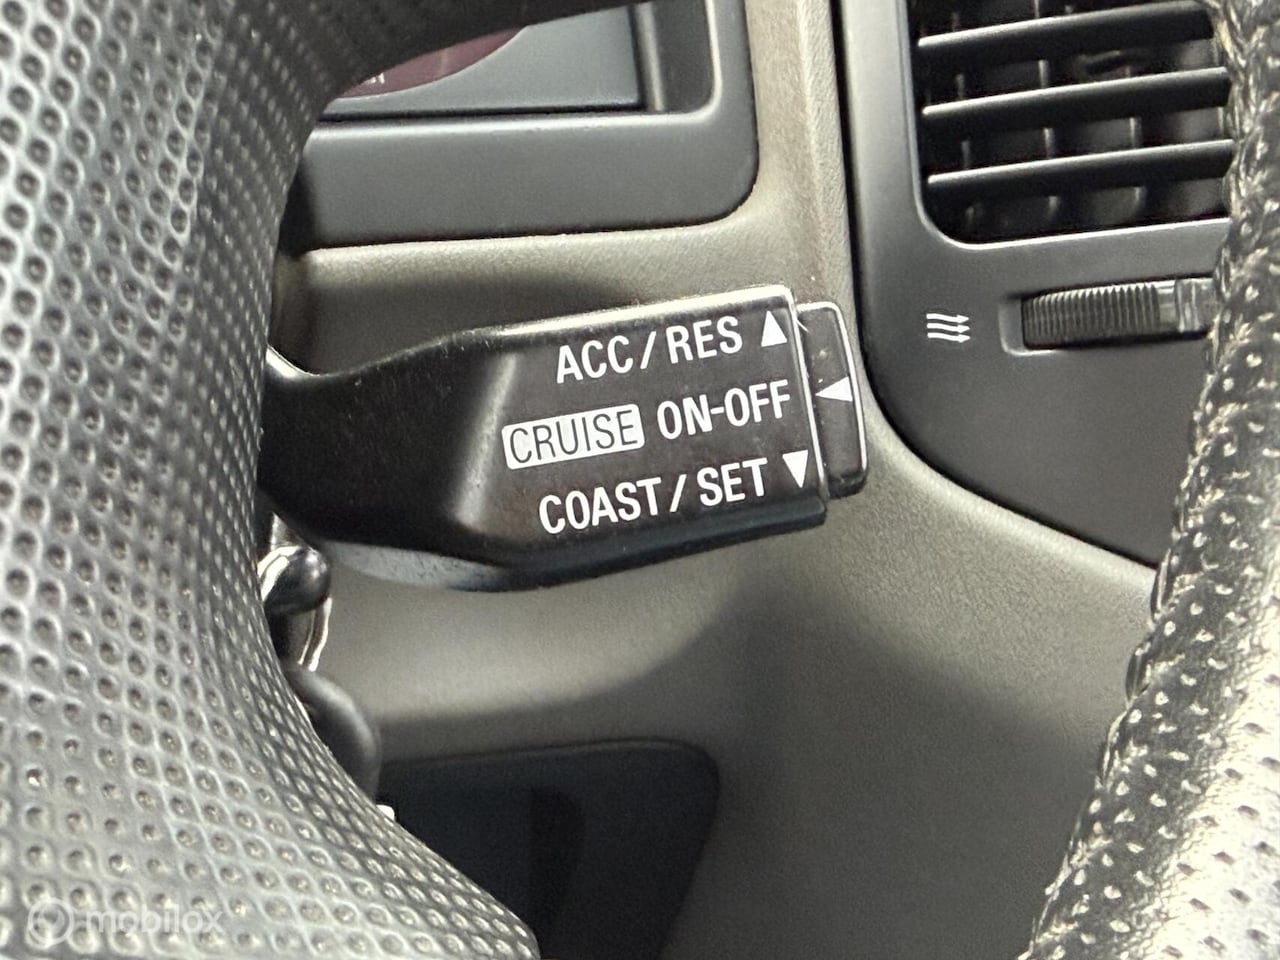 ACC/RES ▲
CRUISE ON-OFF ◀
COAST/SET ▼
mobilox